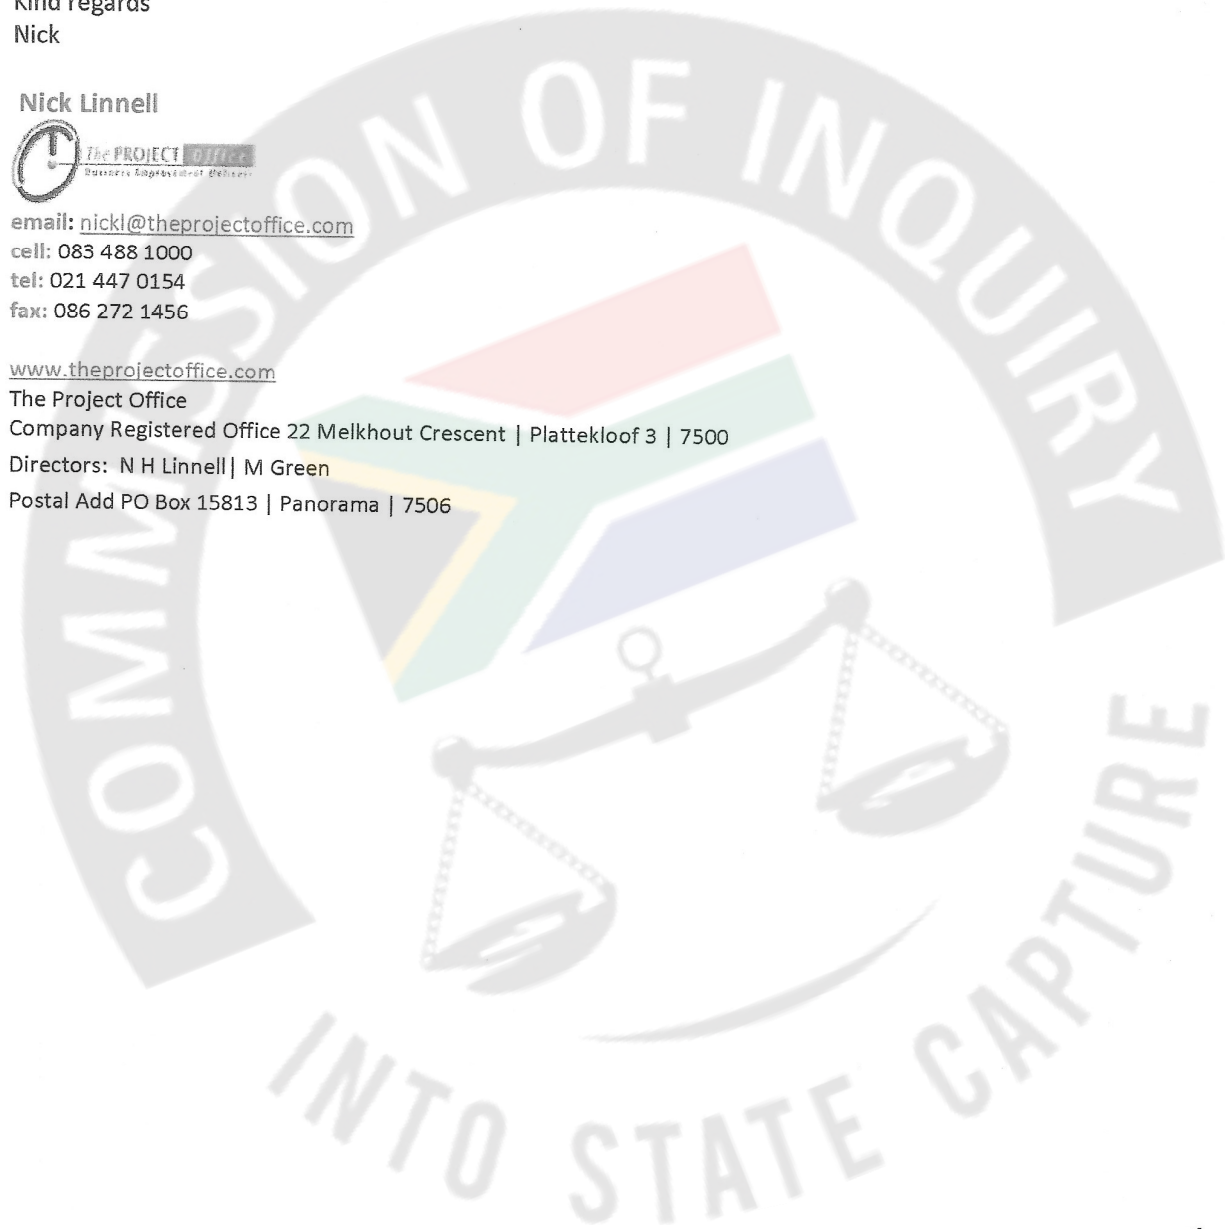 Kind regards
Nick
Nick Linnell
The PROJECT Office
email: nickl@theprojectoffice.com
cell: 083 488 1000
tel: 021 447 0154
fax: 086 272 1456
www.theprojectoffice.com
The Project Office
Company Registered Office 22 Melkhout Crescent | Plattekloof 3 | 7500
Directors: N H Linnell| M Green
Postal Add PO Box 15813 | Panorama | 7506
COMMISSION OF INQUIRY
INTO STATE CAPTURE